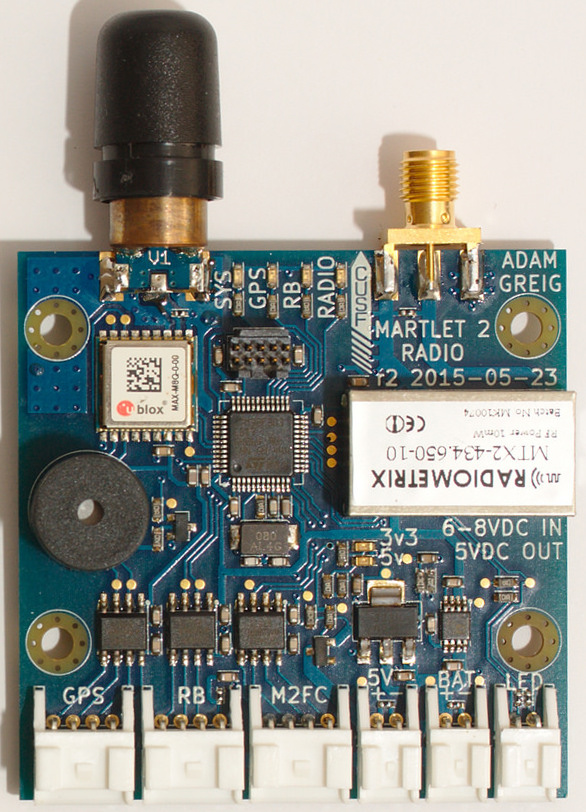 V1
SYS
GPS
RB
RADIO
CUSF
ADAM
GREIG
MARTLET 2
RADIO
r2 2015-05-23
ublox
MAX-M8Q-0-00
Batch No MK10074
RF Power 10mW
CE
MTX2-434.650-10
RADIOMETRIX
6-8VDC IN
5VDC OUT
3v3
5v
GPS
RB
M2FC
5V
BAT
LED
- +
- +